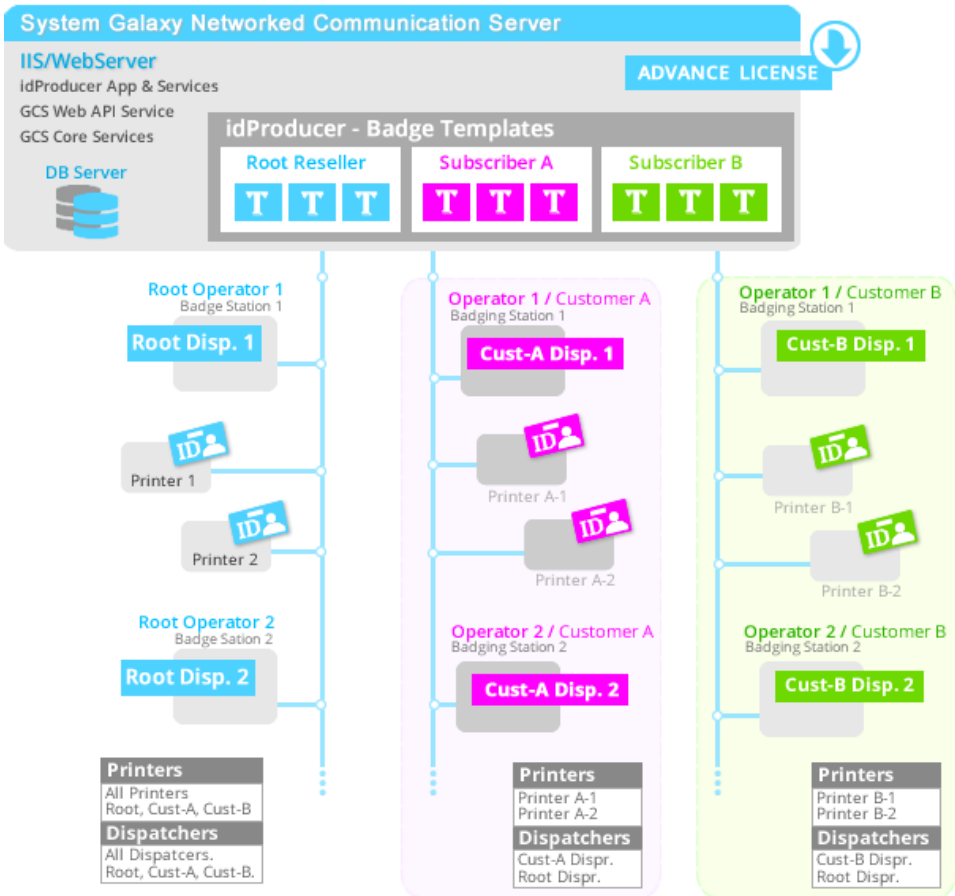 System Galaxy Networked Communication Server
IIS/WebServer
idProducer App & Services
GCS Web API Service
GCS Core Services
DB Server
ADVANCE LICENSE
idProducer - Badge Templates
Root Reseller
T T T
Subscriber A
T T T
Subscriber B
T T T
Root Operator 1
Badge Station 1
Root Disp. 1
ID
Printer 1
ID
Printer 2
Root Operator 2
Badge Sation 2
Root Disp. 2
Printers
All Printers
Root, Cust-A, Cust-B
Dispatchers
All Dispatcers.
Root, Cust-A, Cust-B.
Operator 1 / Customer A
Badging Station 1
Cust-A Disp. 1
ID
Printer A-1
ID
Printer A-2
Operator 2 / Customer A
Badging Station 2
Cust-A Disp. 2
Printers
Printer A-1
Printer A-2
Dispatchers
Cust-A Dispr.
Root Dispr.
Operator 1 / Customer B
Badging Station 1
Cust-B Disp. 1
ID
Printer B-1
ID
Printer B-2
Operator 2 / Customer B
Badging Station 2
Cust-B Disp. 2
Printers
Printer B-1
Printer B-2
Dispatchers
Cust-B Dispr.
Root Dispr.